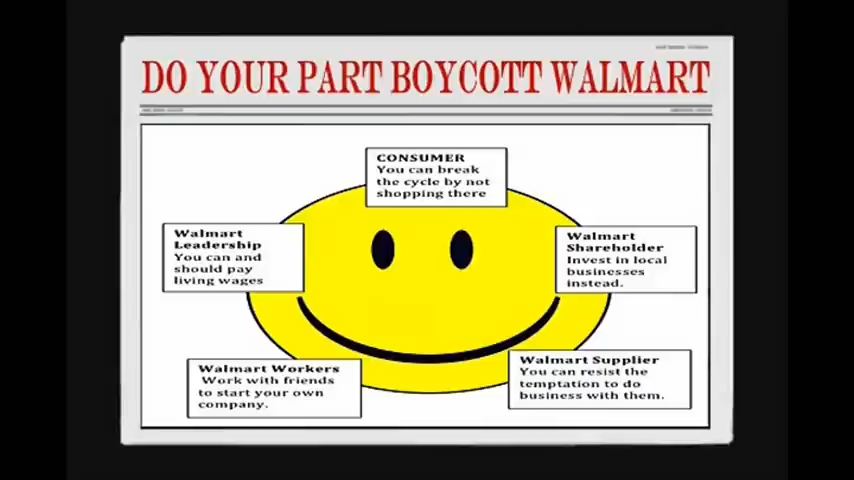 DO YOUR PART BOYCOTT WALMART
CONSUMER
You can break
the cycle by not
shopping there
Walmart
Leadership
You can and
should pay
living wages
Walmart
Shareholder
Invest in local
businesses
instead.
Walmart Workers
Work with friends
to start your own
company.
Walmart Supplier
You can resist the
temptation to do
business with them.